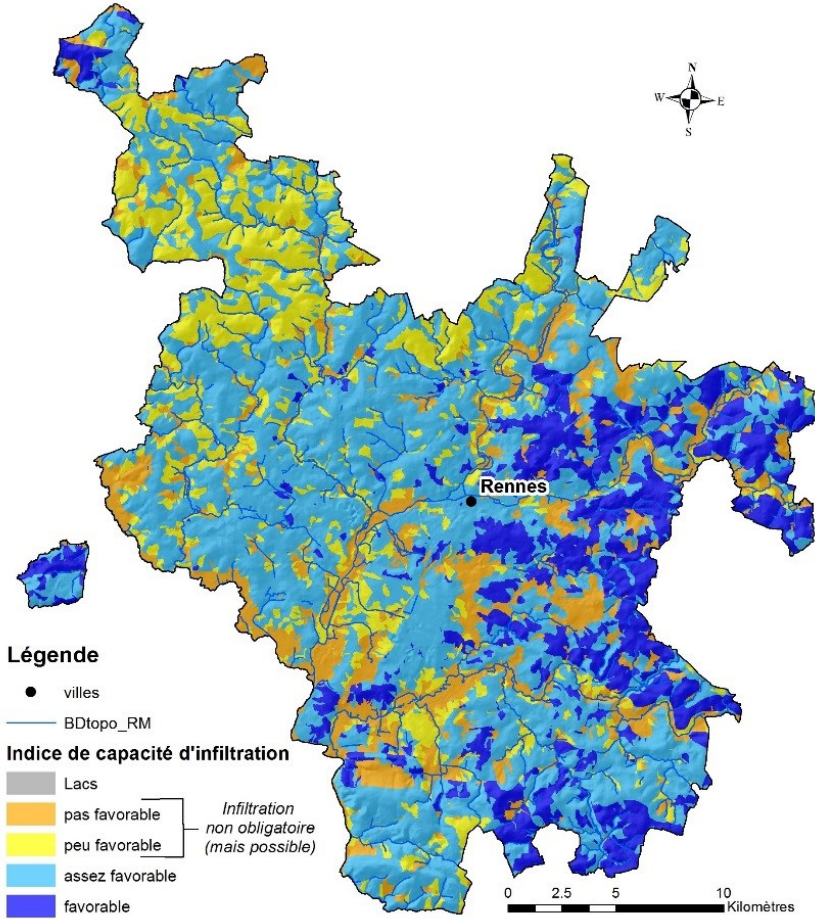 N
W E
S
Rennes
Légende
villes
BDtopo_RM
Indice de capacité d'infiltration
Lacs
pas favorable
peu favorable
Infiltration
non obligatoire
(mais possible)
assez favorable
favorable
0 2.5 5 10
Kilomètres